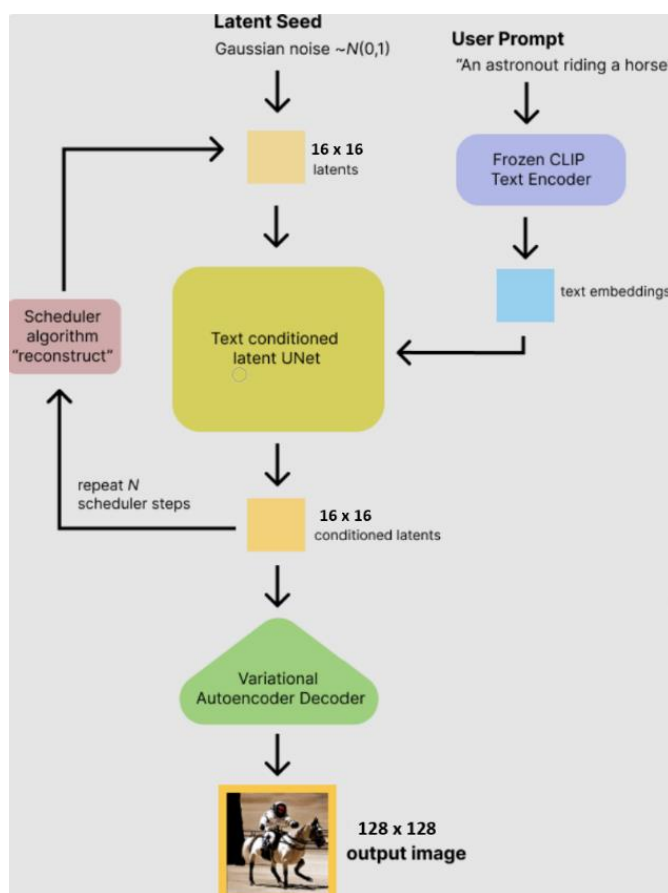 Latent Seed
Gaussian noise ~N(0,1)
User Prompt
“An astronout riding a horse
16 x 16
latents
Frozen CLIP
Text Encoder
text embeddings
Scheduler
algorithm
“reconstruct”
Text conditioned
latent UNet
repeat N
scheduler steps
16 x 16
conditioned latents
Variational
Autoencoder Decoder
128 x 128
output image